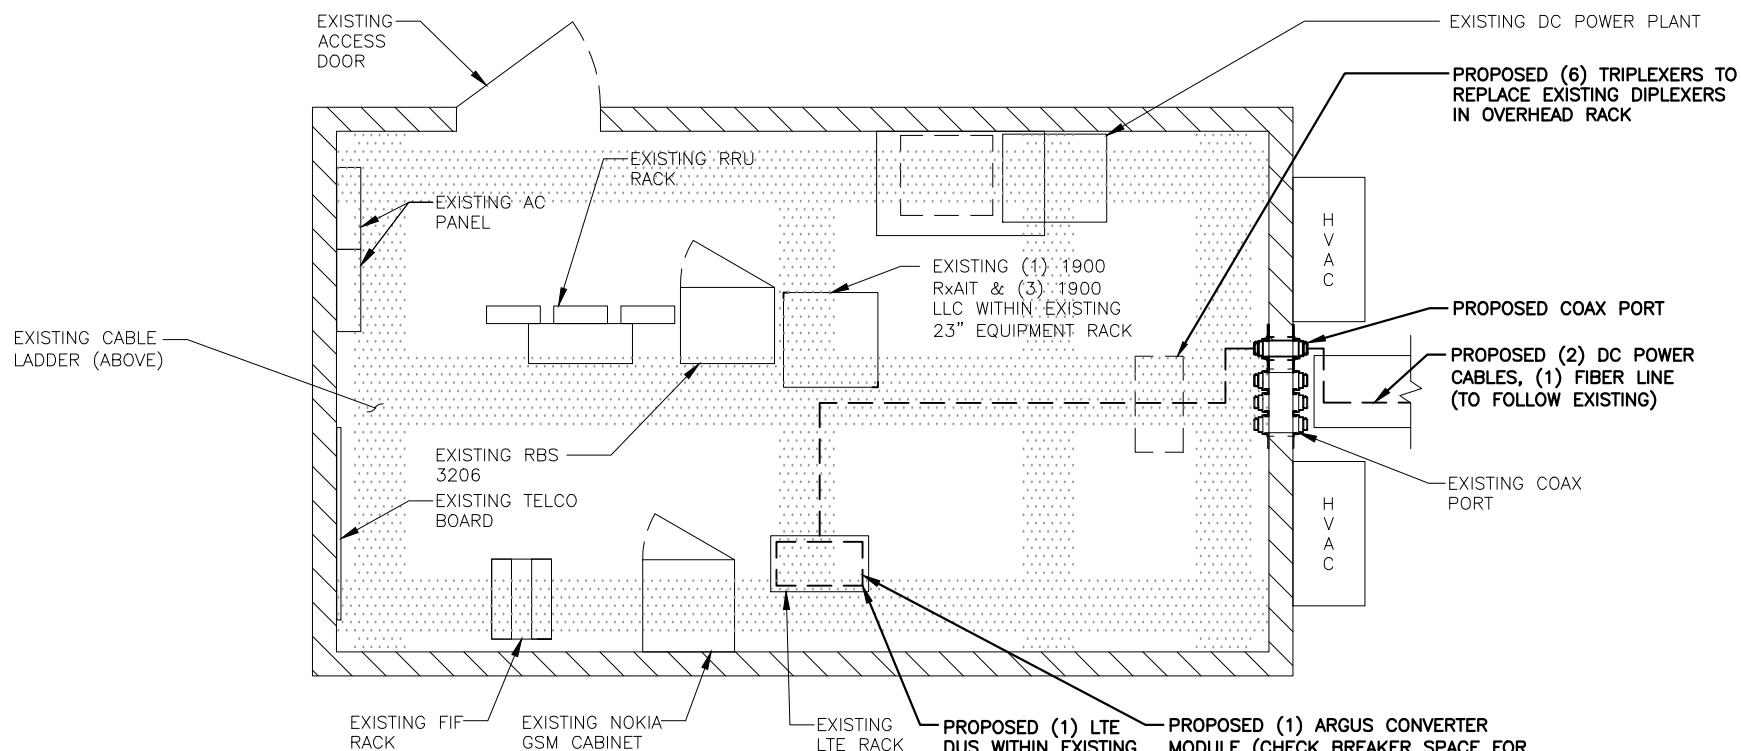 EXISTING
ACCESS
DOOR
EXISTING DC POWER PLANT
PROPOSED (6) TRIPLEXERS TO
REPLACE EXISTING DIPLEXERS
IN OVERHEAD RACK
EXISTING RRU
RACK
EXISTING AC
PANEL
HVAC
EXISTING (1) 1900
RxAIT & (3) 1900
LLC WITHIN EXISTING
23" EQUIPMENT RACK
PROPOSED COAX PORT
EXISTING CABLE
LADDER (ABOVE)
PROPOSED (2) DC POWER
CABLES, (1) FIBER LINE
(TO FOLLOW EXISTING)
EXISTING RBS
3206
EXISTING TELCO
BOARD
EXISTING COAX
PORT
HVAC
EXISTING FIF
RACK
EXISTING NOKIA
GSM CABINET
EXISTING
LTE RACK
PROPOSED (1) LTE
DUS WITHIN EXISTING
PROPOSED (1) ARGUS CONVERTER
MODULE (CHECK BREAKER SPACE FOR